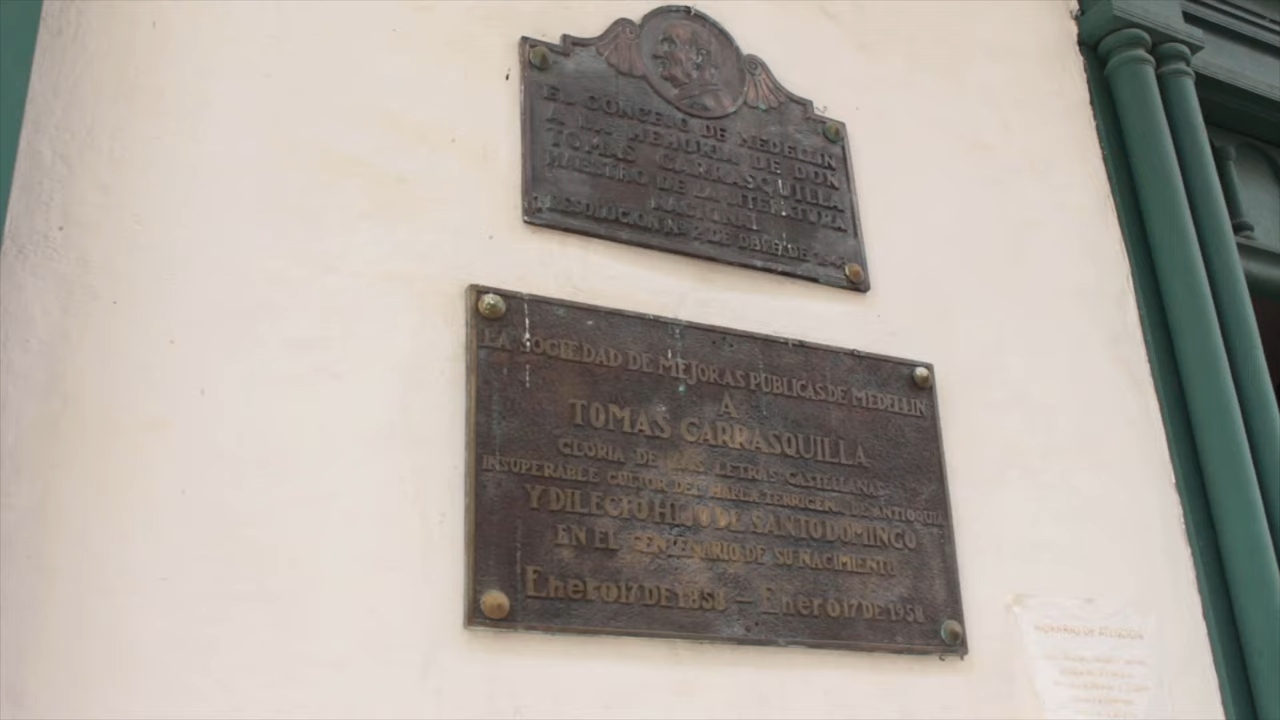 EL CONCEJO DE MEDELLIN
A LA MEMORIA DE DON
TOMAS CARRASQUILLA
MAESTRO DE LA LITERATURA
NACIONAL
RESOLUCION Nº 2 DE DE
LA SOCIEDAD DE MEJORAS PUBLICAS DE MEDELLIN
A
TOMAS CARRASQUILLA
GLORIA DE LAS LETRAS CASTELLANAS
INSUPERABLE CULTOR DEL HABLA TERRIGENA DE ANTIOQUIA
Y DILECTO HIJO DE SANTO DOMINGO
EN EL CENTENARIO DE SU NACIMIENTO
Enero 17 DE 1858 - Enero 17 DE 1958
HORARIO DE ATENCION